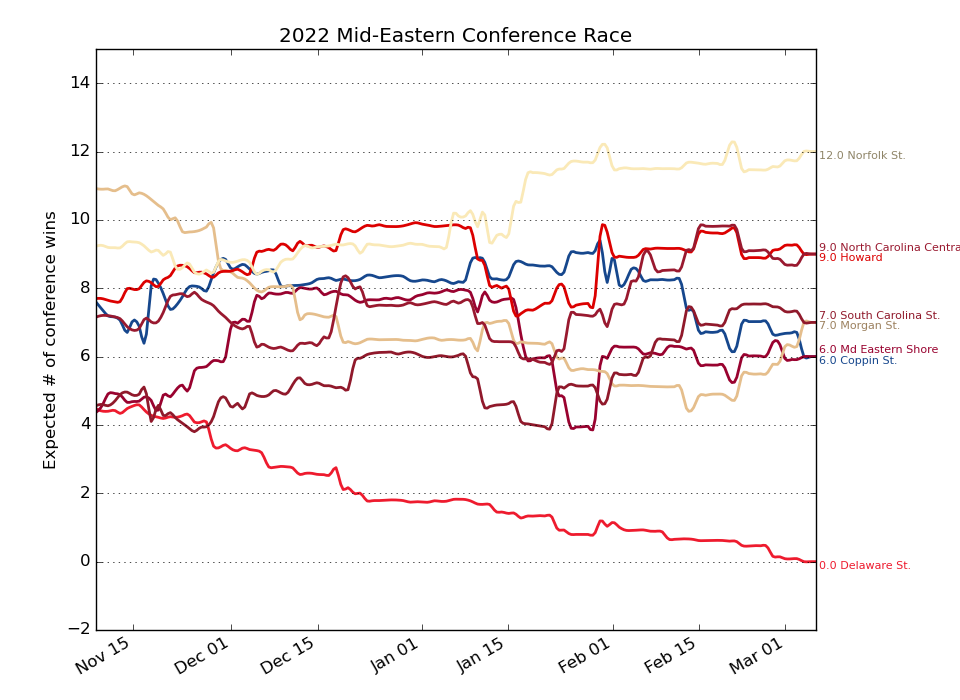 2022 Mid-Eastern Conference Race
Expected # of conference wins
14
12
10
8
6
4
2
0
−2
Nov 15
Dec 01
Dec 15
Jan 01
Jan 15
Feb 01
Feb 15
Mar 01
12.0 Norfolk St.
9.0 North Carolina Centra
9.0 Howard
7.0 South Carolina St.
7.0 Morgan St.
6.0 Md Eastern Shore
6.0 Coppin St.
0.0 Delaware St.